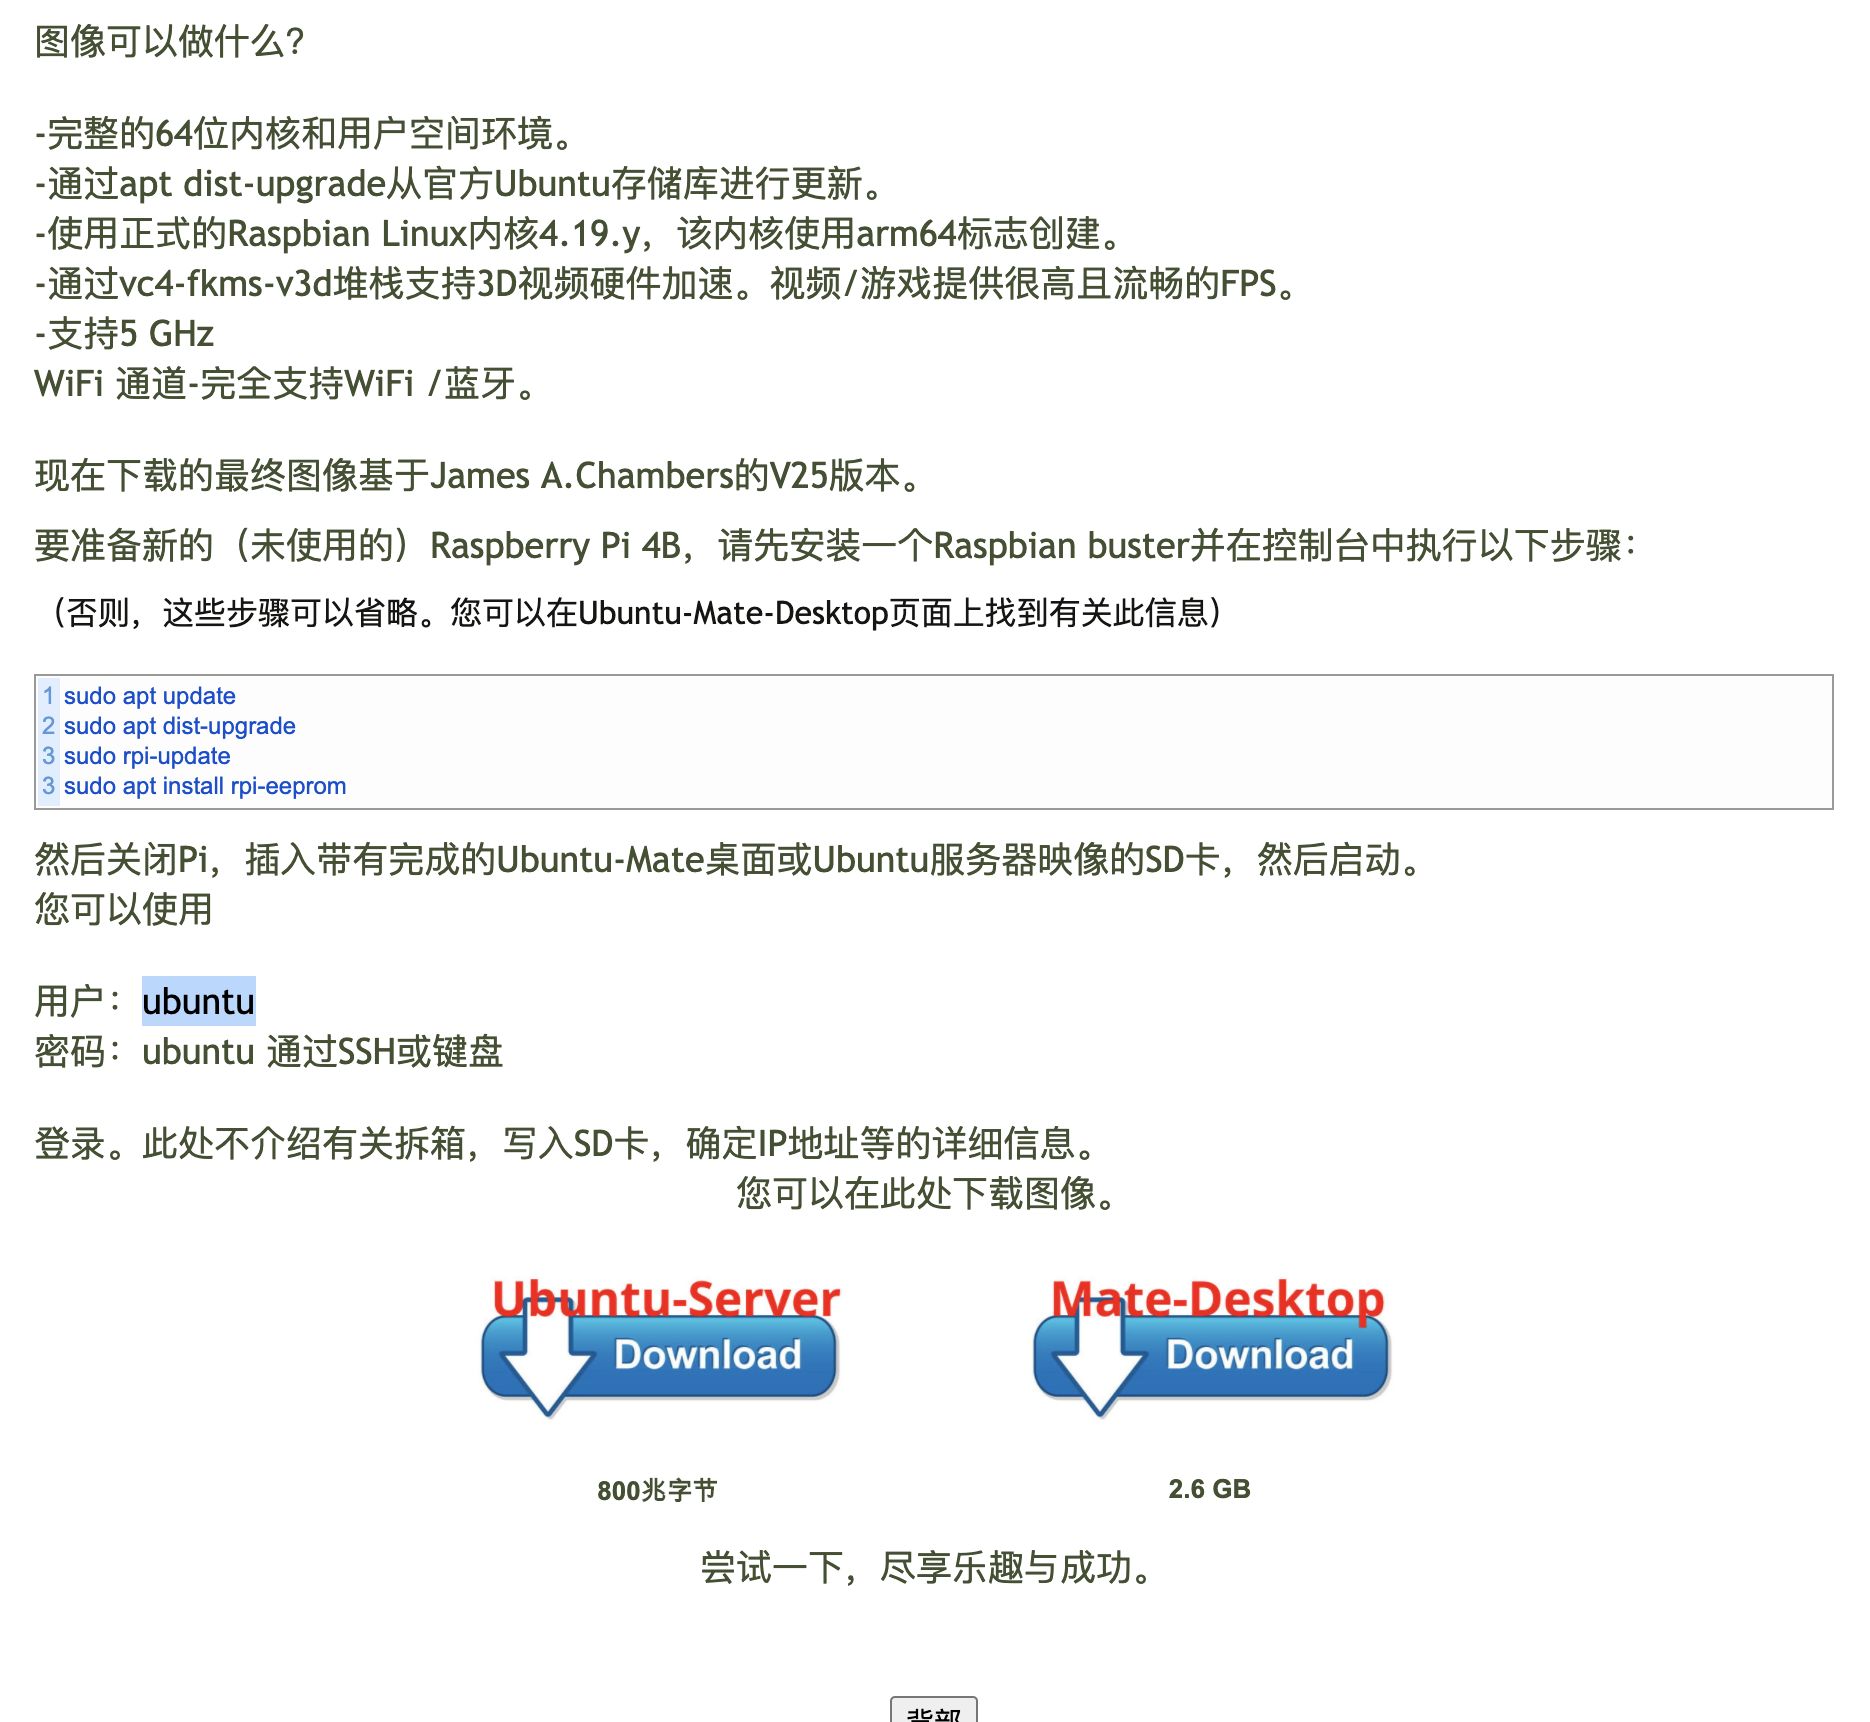 图像可以做什么？
-完整的64位内核和用户空间环境。
-通过apt dist-upgrade从官方Ubuntu存储库进行更新。
-使用正式的Raspbian Linux内核4.19.y，该内核使用arm64标志创建。
-通过vc4-fkms-v3d堆栈支持3D视频硬件加速。视频/游戏提供很高且流畅的FPS。
-支持5 GHz
WiFi 通道-完全支持WiFi /蓝牙。
现在下载的最终图像基于James A.Chambers的V25版本。
要准备新的（未使用的）Raspberry Pi 4B，请先安装一个Raspbian buster并在控制台中执行以下步骤：
（否则，这些步骤可以省略。您可以在Ubuntu-Mate-Desktop页面上找到有关此信息）
1 sudo apt update
2 sudo apt dist-upgrade
3 sudo rpi-update
3 sudo apt install rpi-eeprom
然后关闭Pi，插入带有完成的Ubuntu-Mate桌面或Ubuntu服务器映像的SD卡，然后启动。
您可以使用
用户：ubuntu
密码：ubuntu 通过SSH或键盘
登录。此处不介绍有关拆箱，写入SD卡，确定IP地址等的详细信息。
您可以在此处下载图像。
Ubuntu-Server
Download
Mate-Desktop
Download
800兆字节
2.6 GB
尝试一下，尽享乐趣与成功。
背部